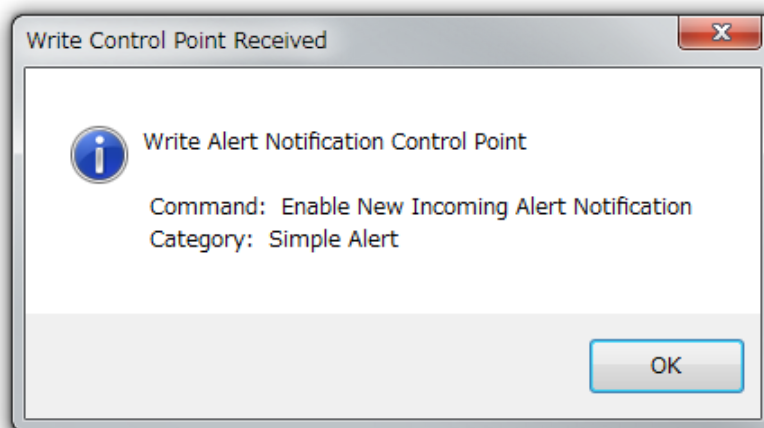 Write Control Point Received
Write Alert Notification Control Point
Command: Enable New Incoming Alert Notification
Category: Simple Alert
OK